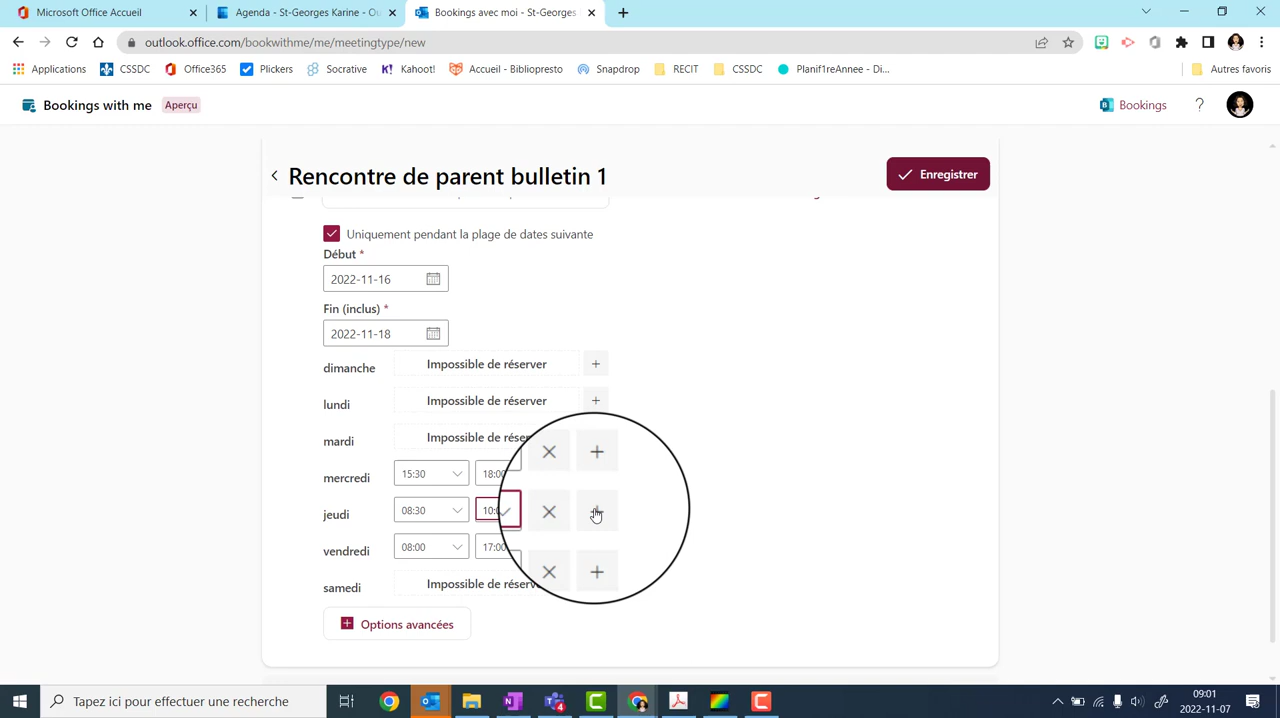 Microsoft Office Accueil
Agenda - St-Georges Karine - Ou
Bookings avec moi - St-Georges
outlook.office.com/bookwithme/me/meetingtype/new
Applications CSSDC Office365 Plickers Socrative Kahoot! Accueil - Bibliopresto Snapdrop RECIT CSSDC Planif1reAnnee - Di... Autres favoris
Bookings with me Aperçu Bookings ?
Rencontre de parent bulletin 1 Enregistrer
Uniquement pendant la plage de dates suivante
Début *
2022-11-16
Fin (inclus) *
2022-11-18
dimanche Impossible de réserver +
lundi Impossible de réserver +
mardi Impossible de réser
mercredi 15:30 18:00
jeudi 08:30 10:0
vendredi 08:00 17:00
samedi Impossible de réserv
Options avancées
Tapez ici pour effectuer une recherche
09:01
2022-11-07